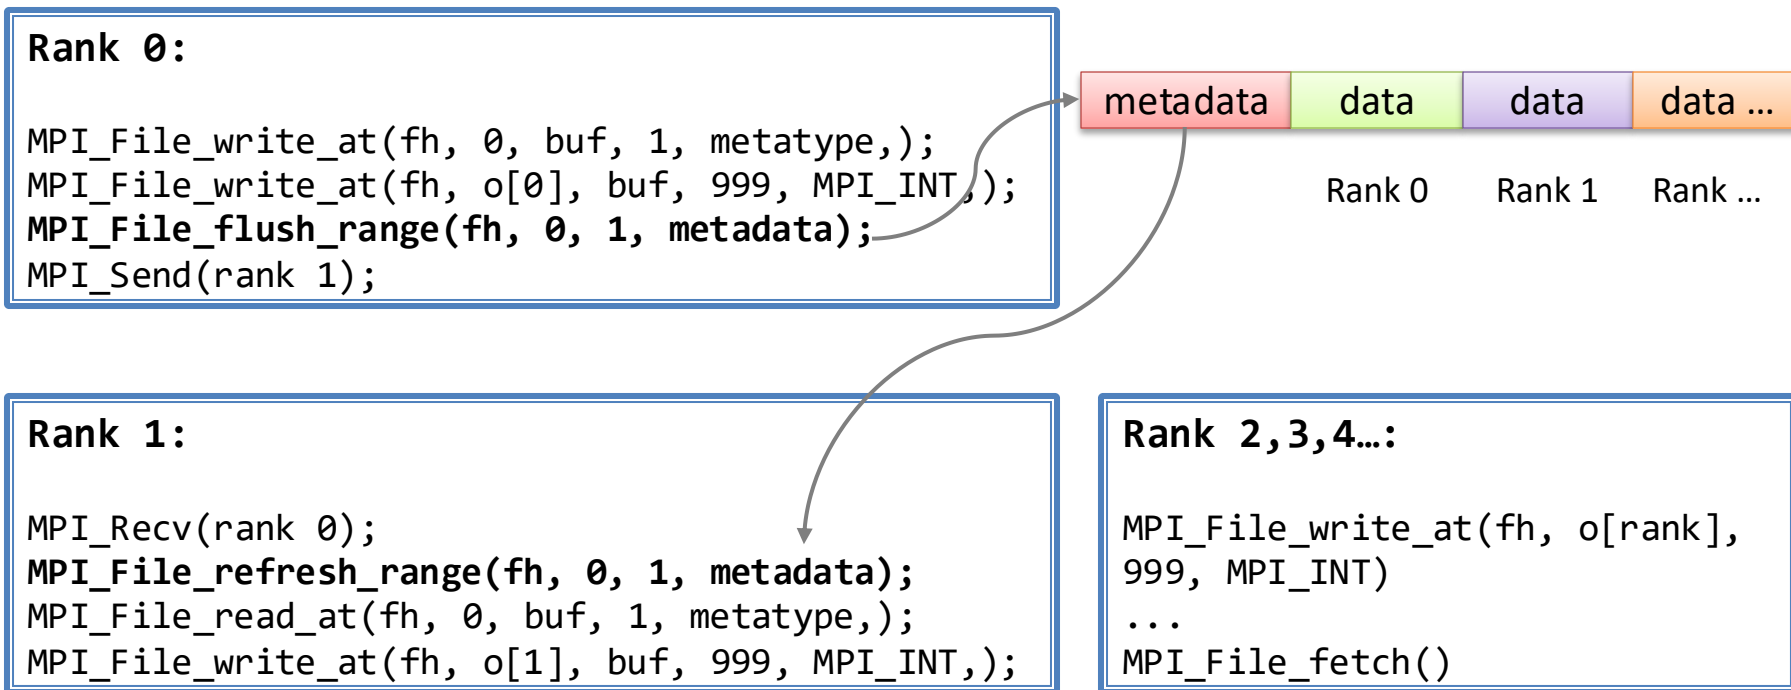 Rank 0:
MPI_File_write_at(fh, 0, buf, 1, metatype,);
MPI_File_write_at(fh, o[0], buf, 999, MPI_INT,);
MPI_File_flush_range(fh, 0, 1, metadata);
MPI_Send(rank 1);
metadata data data data …
Rank 0 Rank 1 Rank …
Rank 1:
MPI_Recv(rank 0);
MPI_File_refresh_range(fh, 0, 1, metadata);
MPI_File_read_at(fh, 0, buf, 1, metatype,);
MPI_File_write_at(fh, o[1], buf, 999, MPI_INT,);
Rank 2,3,4…:
MPI_File_write_at(fh, o[rank],
999, MPI_INT)
...
MPI_File_fetch()